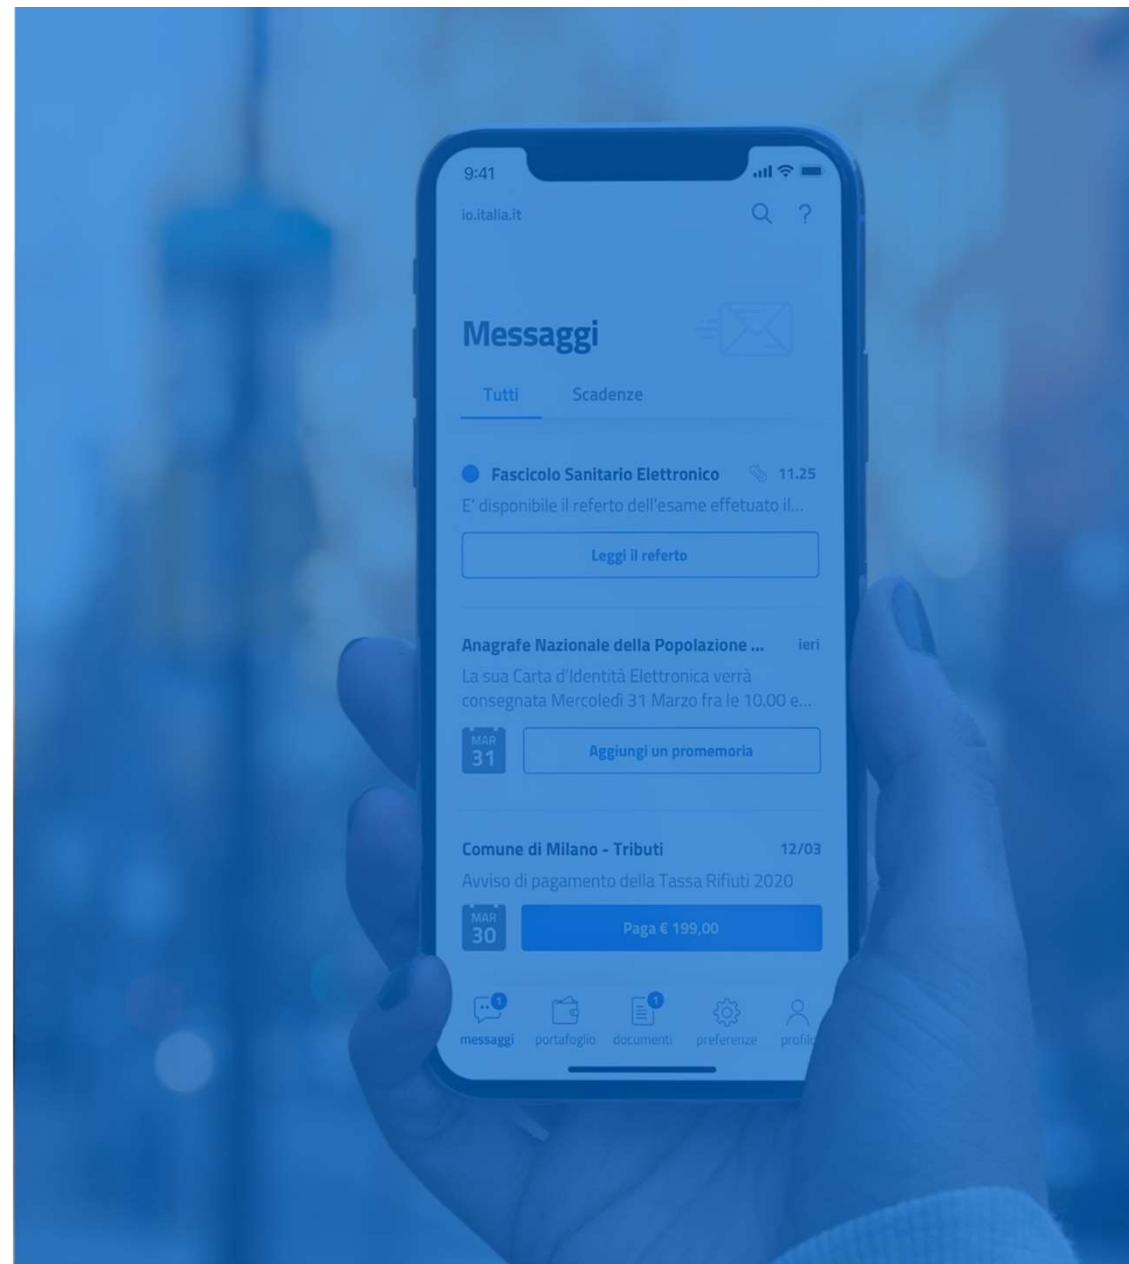 9:41
io.italia.it
?
Messaggi
Tutti Scadenze
Fascicolo Sanitario Elettronico 11.25
E' disponibile il referto dell'esame effetuato il...
Leggi il referto
Anagrafe Nazionale della Popolazione ... ieri
La sua Carta d'Identità Elettronica verrà
consegnata Mercoledì 31 Marzo fra le 10.00 e...
MAR
31
Aggiungi un promemoria
Comune di Milano - Tributi 12/03
Avviso di pagamento della Tassa Rifiuti 2020
MAR
30
Paga € 199,00
1 1
messaggi portafoglio documenti preferenze profilo